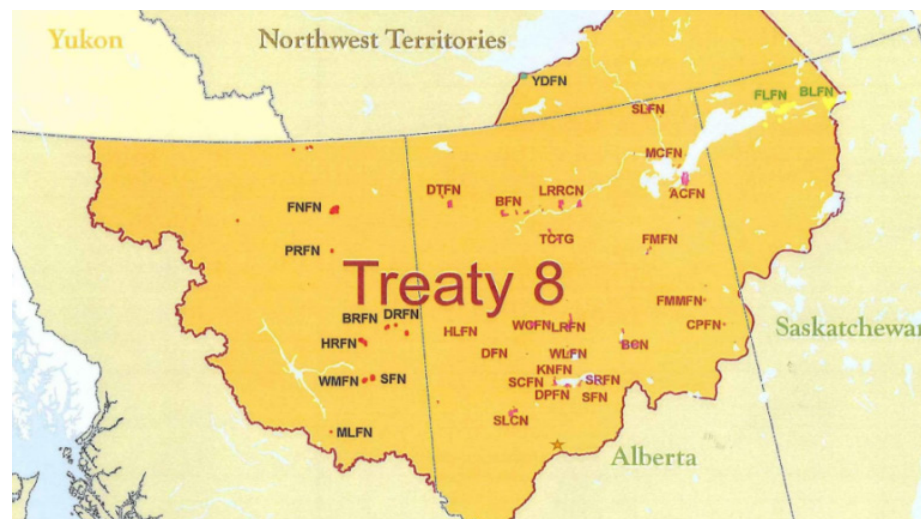 Yukon
Northwest Territories
YDFN
FLFN BLFN
SLFN
MCFN
DTFN LRRCN ACFN
BFN
FNFN
TCTG FMFN
PRFN
Treaty 8
FMMFN
BRFN DRFN
HLFN WCFN LRFN CPFN
Saskatchewan
HRFN BCN
DFN WLFN
KNFN
WMFN SFN SCFN SRFN
DPFN SFN
SLCN
MLFN
Alberta